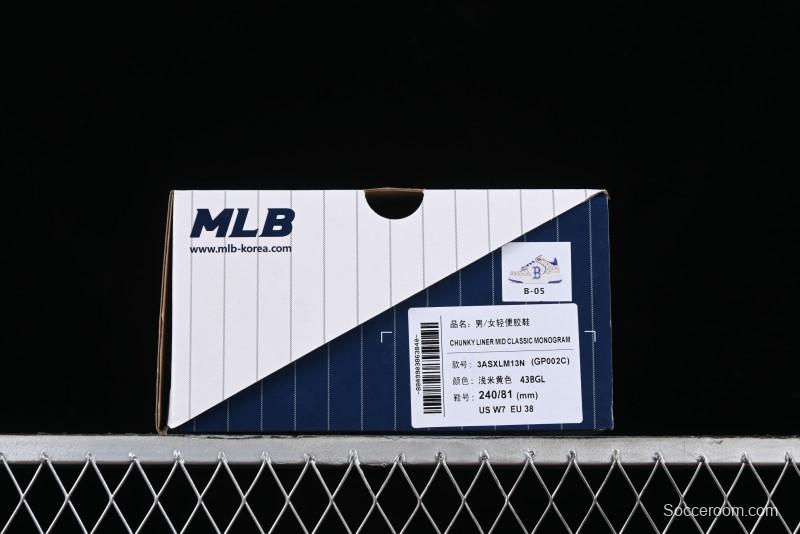 MLB
www.mlb-korea.com
B
B-05
品名: 男/女轻便胶鞋
CHUNKY LINER MID CLASSIC MONOGRAM
款号: 3ASXLM13N (GP002C)
颜色: 浅米黄色 43BGL
鞋号: 240/81 (mm)
US W7 EU 38
Socceroom.com